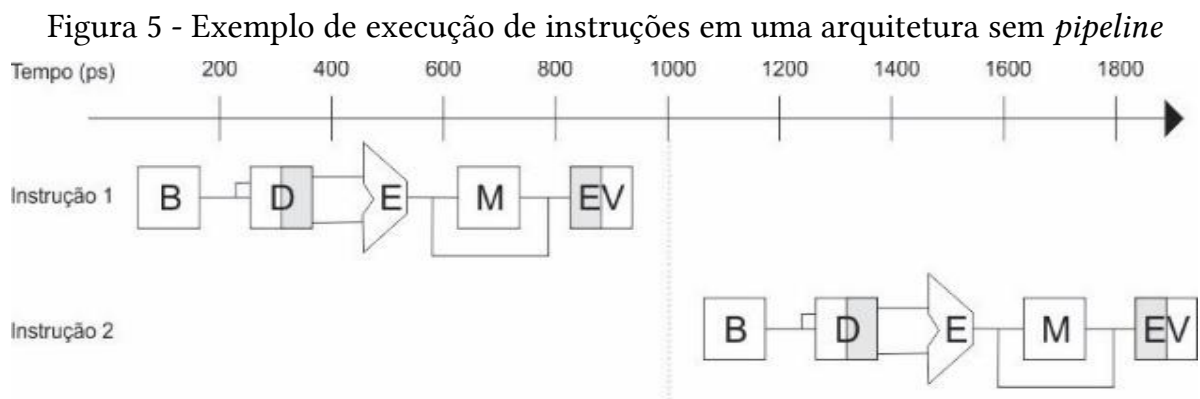 Figura 5 - Exemplo de execução de instruções em uma arquitetura sem pipeline
Tempo (ps) 200 400 600 800 1000 1200 1400 1600 1800
Instrução 1 B D E M EV
Instrução 2 B D E M EV